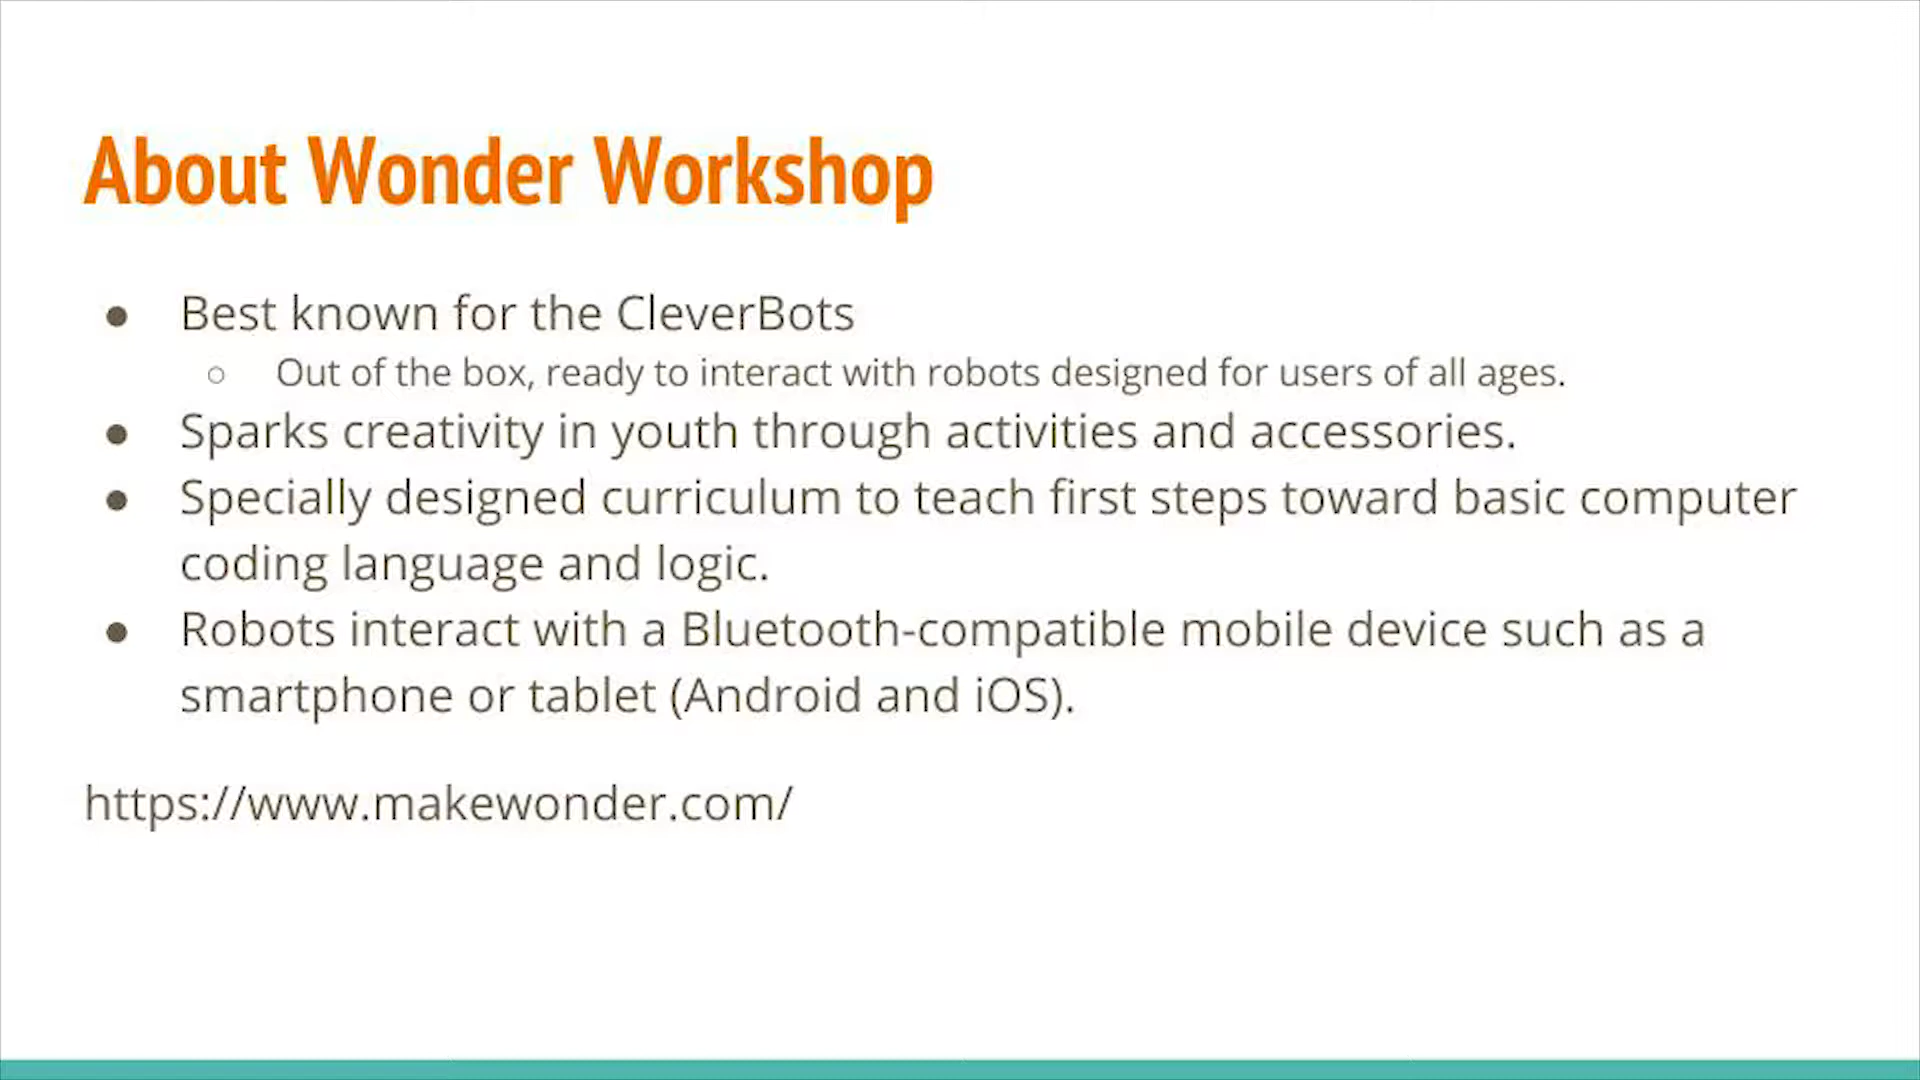 About Wonder Workshop
● Best known for the CleverBots
○ Out of the box, ready to interact with robots designed for users of all ages.
● Sparks creativity in youth through activities and accessories.
● Specially designed curriculum to teach first steps toward basic computer
coding language and logic.
● Robots interact with a Bluetooth-compatible mobile device such as a
smartphone or tablet (Android and iOS).
https://www.makewonder.com/